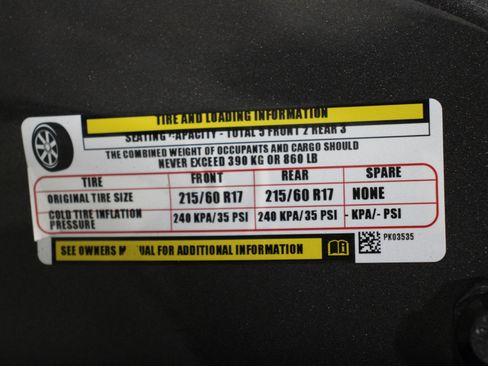 TIRE AND LOADING INFORMATION
SEATING CAPACITY - TOTAL 5 FRONT 2 REAR 3
THE COMBINED WEIGHT OF OCCUPANTS AND CARGO SHOULD
NEVER EXCEED 390 KG OR 860 LB
TIRE FRONT REAR SPARE
ORIGINAL TIRE SIZE 215/60 R17 215/60 R17 NONE
COLD TIRE INFLATION PRESSURE 240 KPA/35 PSI 240 KPA/35 PSI - KPA/- PSI
SEE OWNERS M UAL FOR ADDITIONAL INFORMATION
PK03535